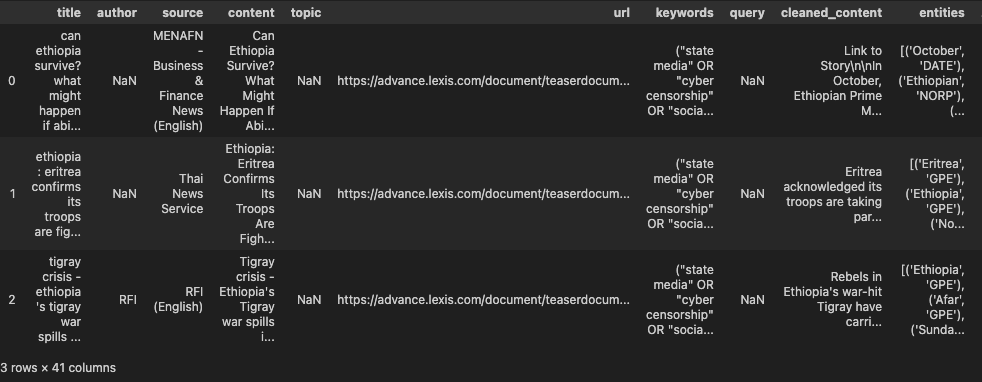 title author source content topic url keywords query cleaned_content entities
can MENAFN Can ("state Link to [('October',
ethiopia - Ethiopia media" OR Story\n\nIn 'DATE'),
survive? Business Survive? "cyber October, ('Ethiopian',
0 what NaN & What NaN https://advance.lexis.com/document/teaserdocum... censorship" NaN Ethiopian Prime 'NORP'),
might Finance Might OR "socia... M... (...
happen News Happen If
if abi... (English) Abi...
ethiopia Ethiopia: ("state Eritrea [('Eritrea',
: eritrea Eritrea media" OR acknowledged its 'GPE'),
confirms Thai Confirms "cyber troops are taking ('Ethiopia',
1 its NaN News Its NaN https://advance.lexis.com/document/teaserdocum... censorship" NaN par... 'GPE'),
troops Service Troops OR "socia... ('No...
are fig... Are
Figh...
tigray Tigray ("state Rebels in [('Ethiopia',
crisis - crisis - media" OR Ethiopia's war-hit 'GPE'),
ethiopia RFI Ethiopia's "cyber Tigray have ('Afar',
2 's tigray RFI (English) Tigray NaN https://advance.lexis.com/document/teaserdocum... censorship" NaN carri... 'GPE'),
war war spills OR "socia... ('Sunda...
spills ... i...
3 rows × 41 columns